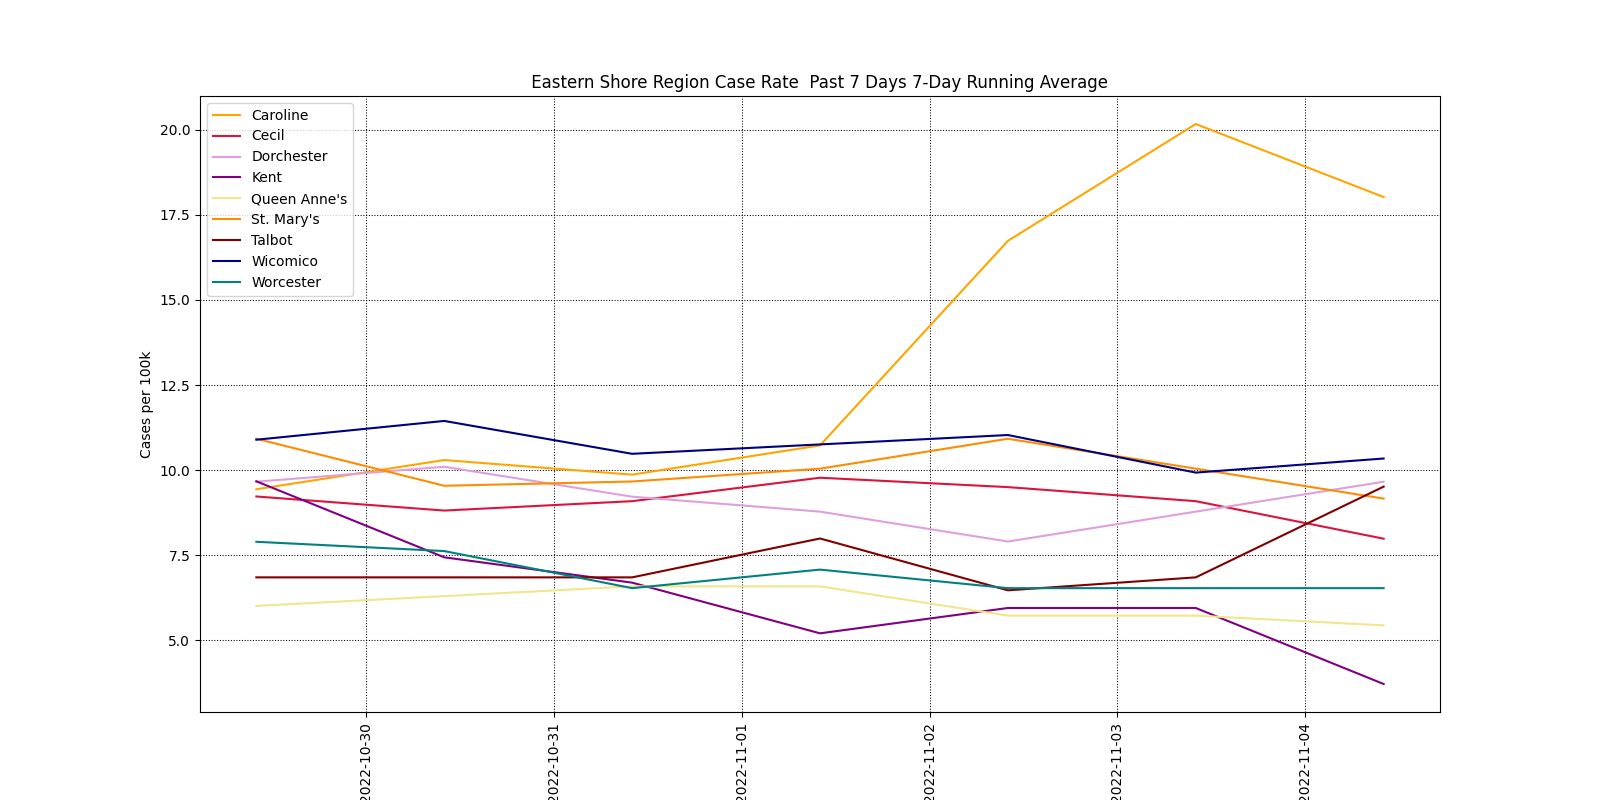 Eastern Shore Region Case Rate  Past 7 Days 7-Day Running Average
Caroline
Cecil
Dorchester
Kent
Queen Anne's
St. Mary's
Talbot
Wicomico
Worcester
20.0
17.5
15.0
12.5
10.0
7.5
5.0
Cases per 100k
2022-10-30
2022-10-31
2022-11-01
2022-11-02
2022-11-03
2022-11-04